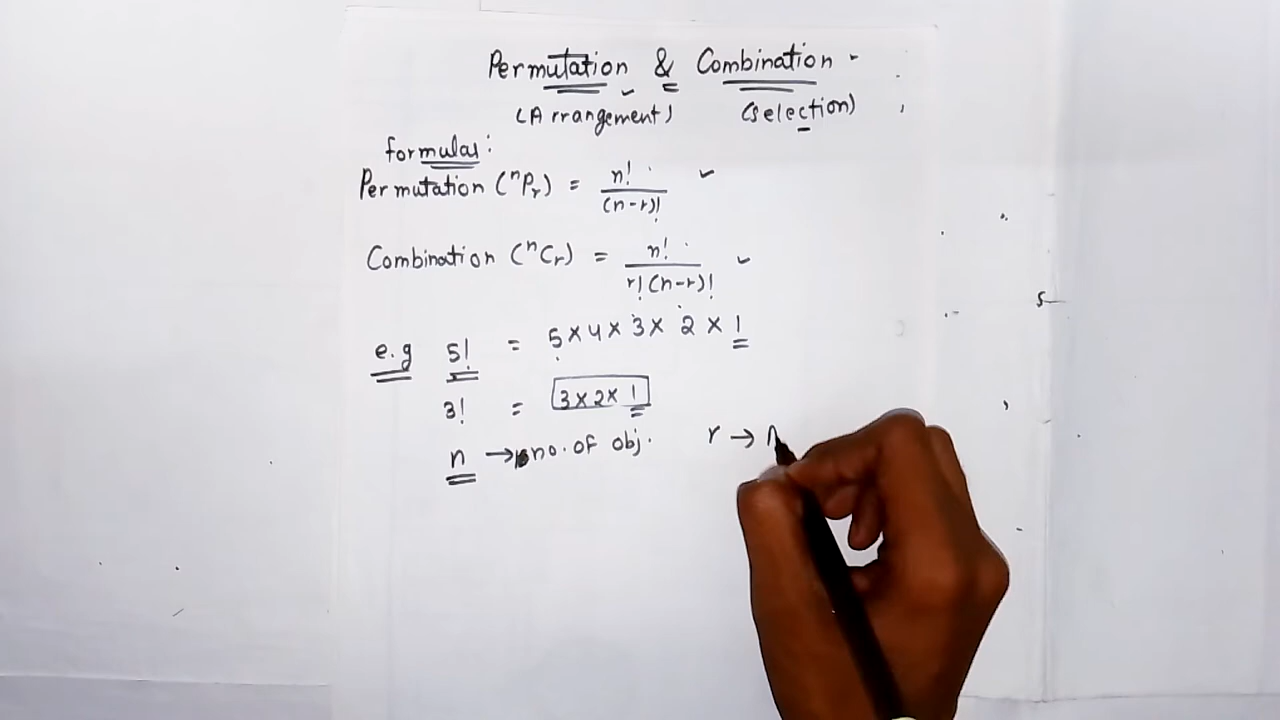 Permutation & Combination -
(Arrangement) (selection)
formulas:
Permutation (ⁿPᵣ) = n!/(n-r)!
Combination (ⁿCᵣ) = n!/r!(n-r)!
e.g 5! = 5×4×3×2×1
3! = 3×2×1
n → no. of obj. r →